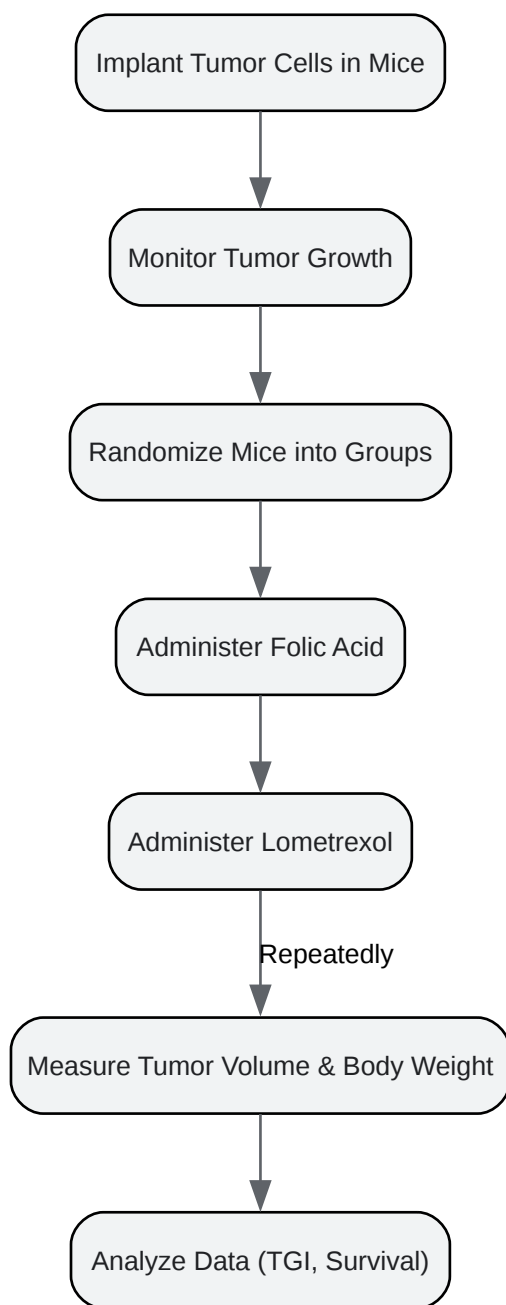 Implant Tumor Cells in Mice
Monitor Tumor Growth
Randomize Mice into Groups
Administer Folic Acid
Administer Lometrexol
Repeatedly
Measure Tumor Volume & Body Weight
Analyze Data (TGI, Survival)